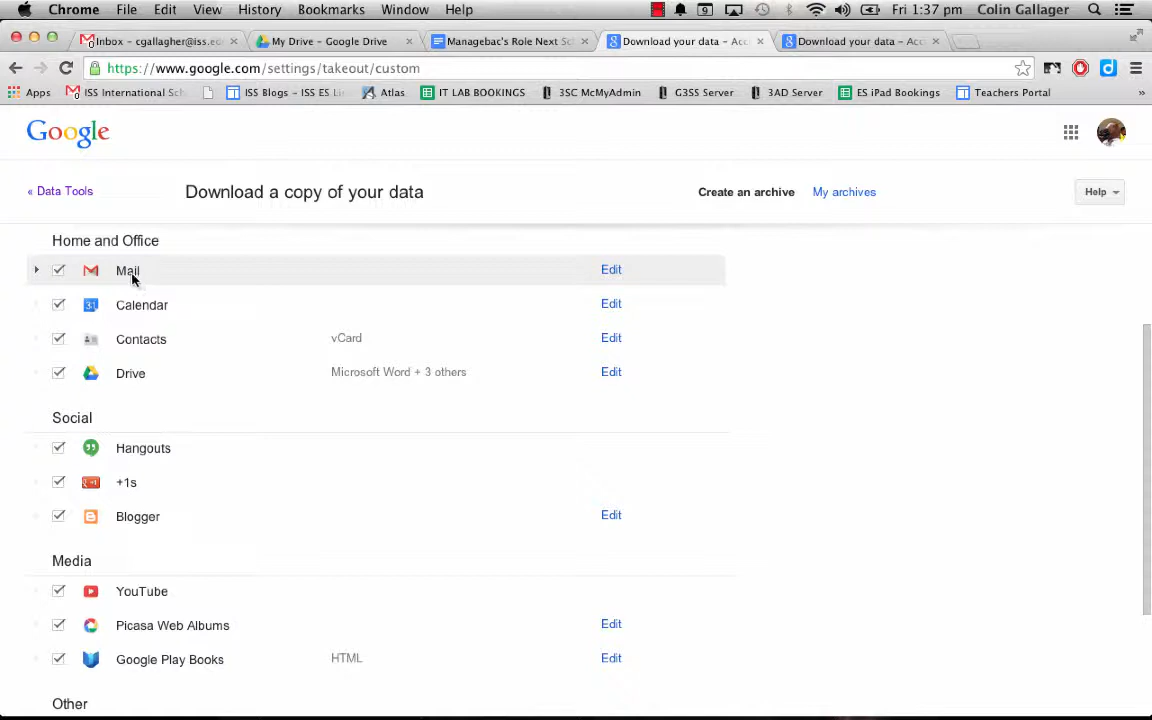 Chrome File Edit View History Bookmarks Window Help 9 Fri 1:37 pm Colin Gallager
Inbox – cgallagher@iss.ed × My Drive – Google Drive × Managebac's Role Next Sc × Download your data – Acc × Download your data – Acc ×
https://www.google.com/settings/takeout/custom
Apps ISS International Sch ISS Blogs – ISS ES Li Atlas IT LAB BOOKINGS 3SC McMyAdmin G3SS Server 3AD Server ES iPad Bookings Teachers Portal »
Google
« Data Tools Download a copy of your data Create an archive My archives Help
Home and Office
Mail Edit
31 Calendar Edit
Contacts vCard Edit
Drive Microsoft Word + 3 others Edit
Social
Hangouts
+1s
Blogger Edit
Media
YouTube
Picasa Web Albums Edit
Google Play Books HTML Edit
Other